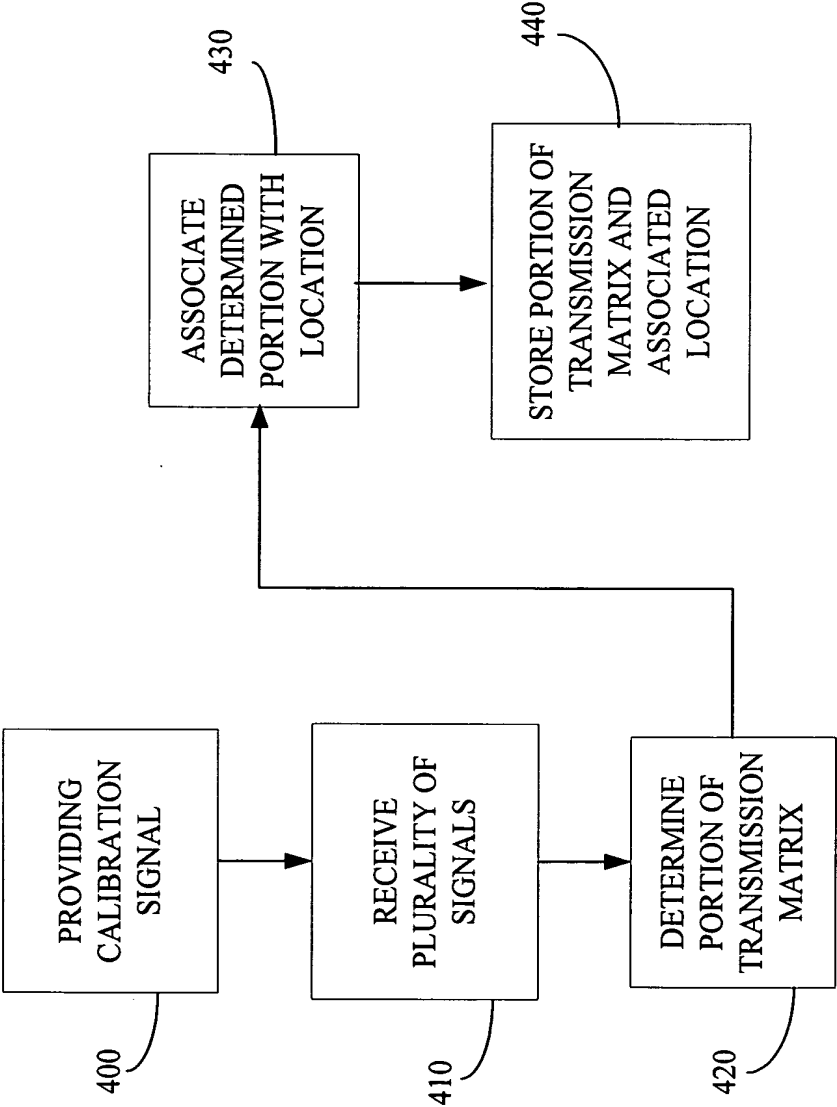 PROVIDING
CALIBRATION
SIGNAL
400
RECEIVE
PLURALITY OF
SIGNALS
410
DETERMINE
PORTION OF
TRANSMISSION
MATRIX
420
ASSOCIATE
DETERMINED
PORTION WITH
LOCATION
430
STORE PORTION OF
TRANSMISSION
MATRIX AND
ASSOCIATED
LOCATION
440